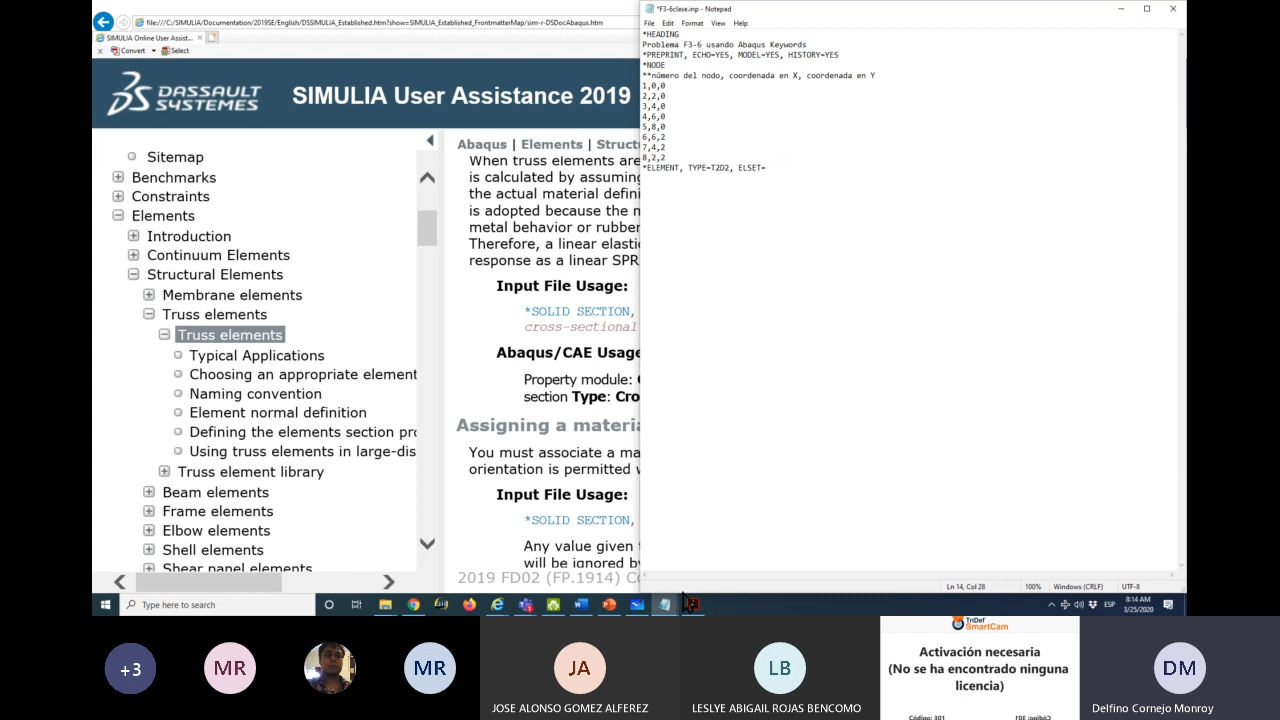 file:///C:/SIMULIA/Documentation/2019SE/English/DSSIMULIA_Established.htm?show=SIMULIA_Established_FrontmatterMap/sim-r-DSDocAbaqus.htm
SIMULIA Online User Assist...
Convert
Select
DASSAULT
SYSTEMES
SIMULIA User Assistance 2019
Sitemap
Benchmarks
Constraints
Elements
Introduction
Continuum Elements
Structural Elements
Membrane elements
Truss elements
Truss elements
Typical Applications
Choosing an appropriate element
Naming convention
Element normal definition
Defining the elements section pro
Using truss elements in large-dis
Truss element library
Beam elements
Frame elements
Elbow elements
Shell elements
Shear panel elements
Abaqus | Elements | Struct
When truss elements are
is calculated by assuming
the actual material defini
is adopted because the m
metal behavior or rubber
Therefore, a linear elastic
response as a linear SPR
Input File Usage:
*SOLID SECTION,
cross-sectional
Abaqus/CAE Usage
Property module:
section Type: Cro
Assigning a materia
You must associate a ma
orientation is permitted
Input File Usage:
*SOLID SECTION,
Any value given
will be ignored by
2019 FD02 (FP.1914) Co
*F3-6clase.inp - Notepad
File Edit Format View Help
*HEADING
Problema F3-6 usando Abaqus Keywords
*PREPRINT, ECHO=YES, MODEL=YES, HISTORY=YES
*NODE
**número del nodo, coordenada en X, coordenada en Y
1,0,0
2,2,0
3,4,0
4,6,0
5,8,0
6,6,2
7,4,2
8,2,2
*ELEMENT, TYPE=T2D2, ELSET=
Ln 14, Col 28
100%
Windows (CRLF)
UTF-8
Type here to search
ESP
8:14 AM
3/25/2020
+3
MR
MR
JA
JOSE ALONSO GOMEZ ALFEREZ
LB
LESLYE ABIGAIL ROJAS BENCOMO
TriDef
SmartCam
Activación necesaria
(No se ha encontrado ninguna
licencia)
Código: 301
DM
Delfino Cornejo Monroy